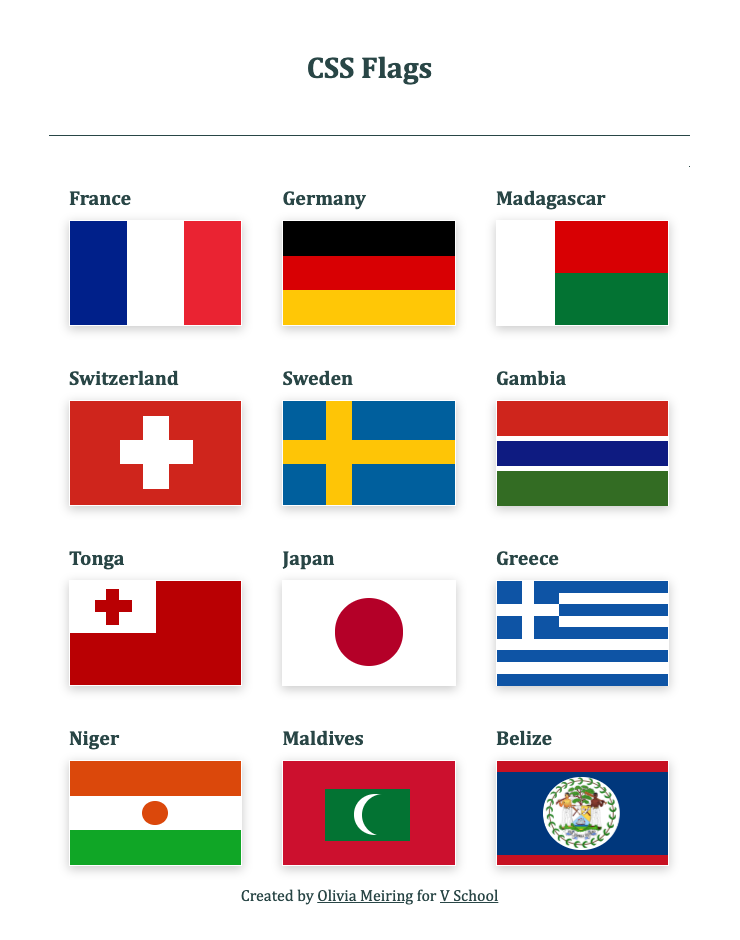 CSS Flags
France Germany Madagascar
Switzerland Sweden Gambia
Tonga Japan Greece
Niger Maldives Belize
Created by Olivia Meiring for V School